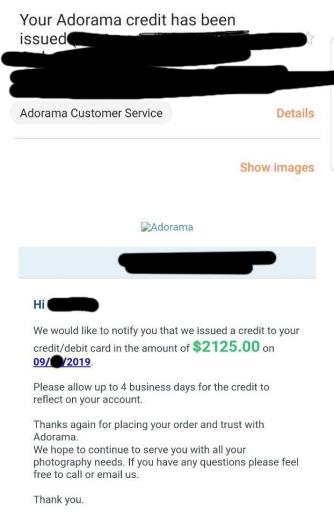 Your Adorama credit has been
issued
Adorama Customer Service
Details
Show images
Adorama
Hi
We would like to notify you that we issued a credit to your
credit/debit card in the amount of $2125.00 on
09/ /2019.
Please allow up to 4 business days for the credit to
reflect on your account.
Thanks again for placing your order and trust with
Adorama.
We hope to continue to serve you with all your
photography needs. If you have any questions please feel
free to call or email us.
Thank you.